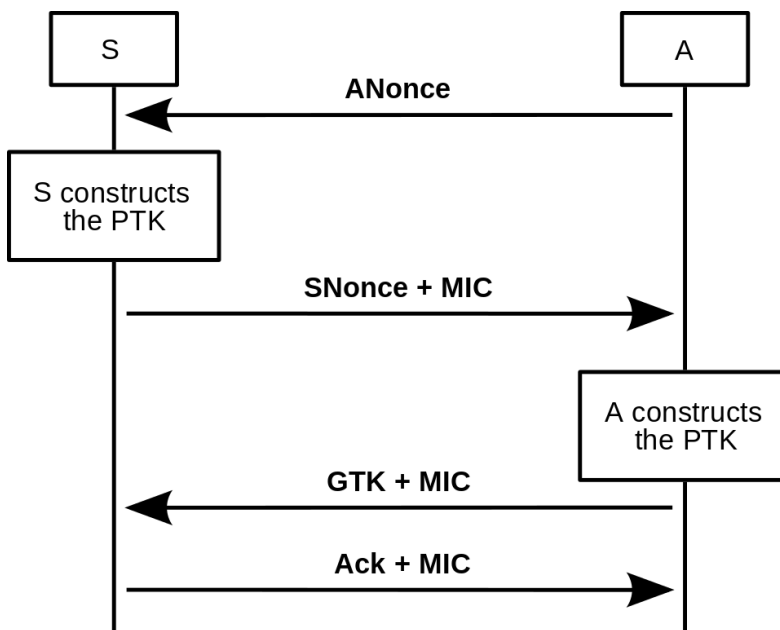 S
A
ANonce
S constructs
the PTK
SNonce + MIC
A constructs
the PTK
GTK + MIC
Ack + MIC